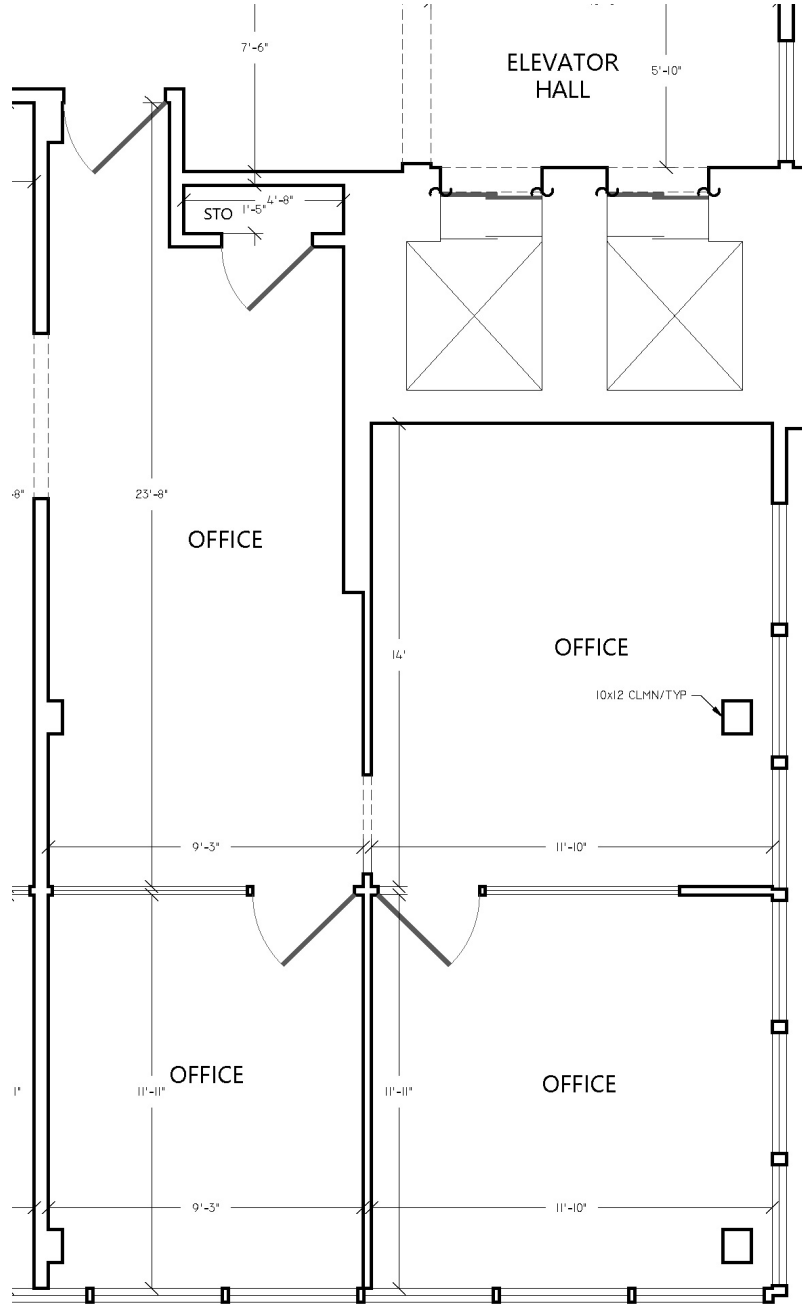 7'-6"
ELEVATOR
HALL
5'-10"
STO
4'-8"
1'-5"
23'-8"
OFFICE
14'
OFFICE
10x12 CLMN/TYP
9'-3"
11'-10"
OFFICE
11'-11"
11'-11"
OFFICE
9'-3"
11'-10"